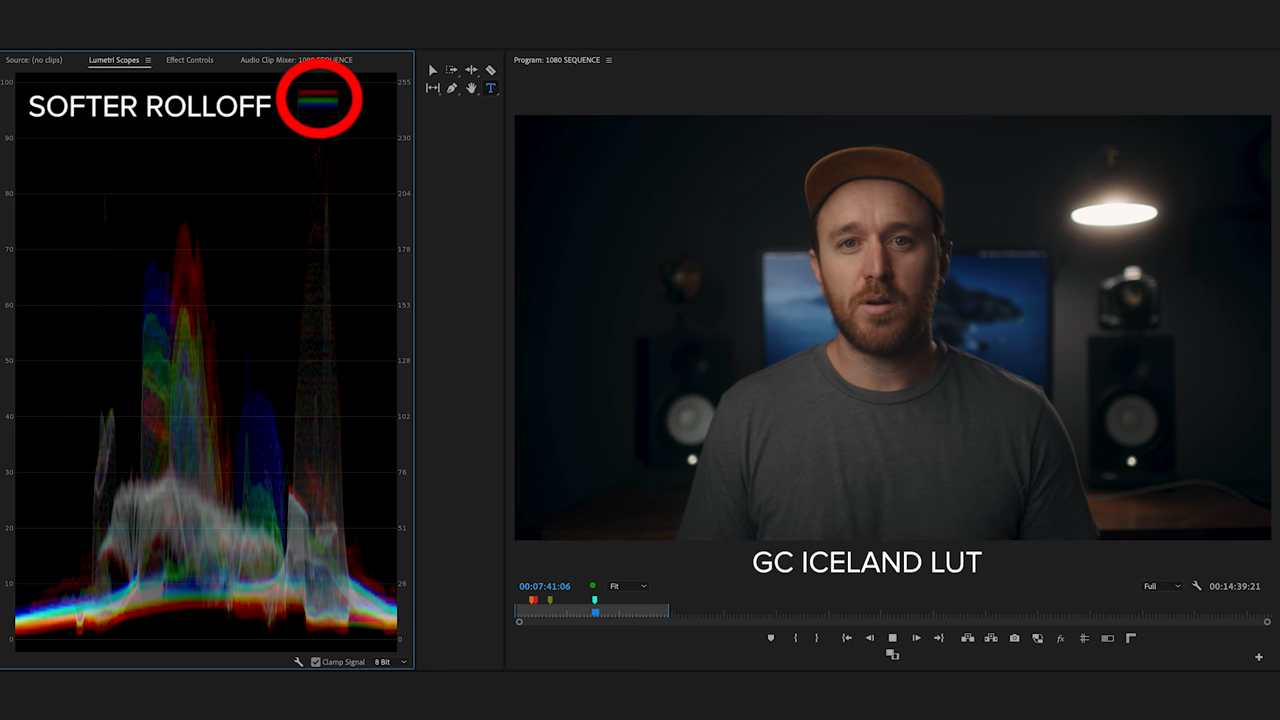 Source: (no clips)
Lumetri Scopes
Effect Controls
Audio Clip Mixer: 1080 SEQUENCE
Program: 1080 SEQUENCE
SOFTER ROLLOFF
100
90
80
70
60
50
40
30
20
10
0
255
230
204
178
153
128
102
76
51
26
0
Clamp Signal
8 Bit
GC ICELAND LUT
00:07:41:06
Fit
Full
00:14:39:21